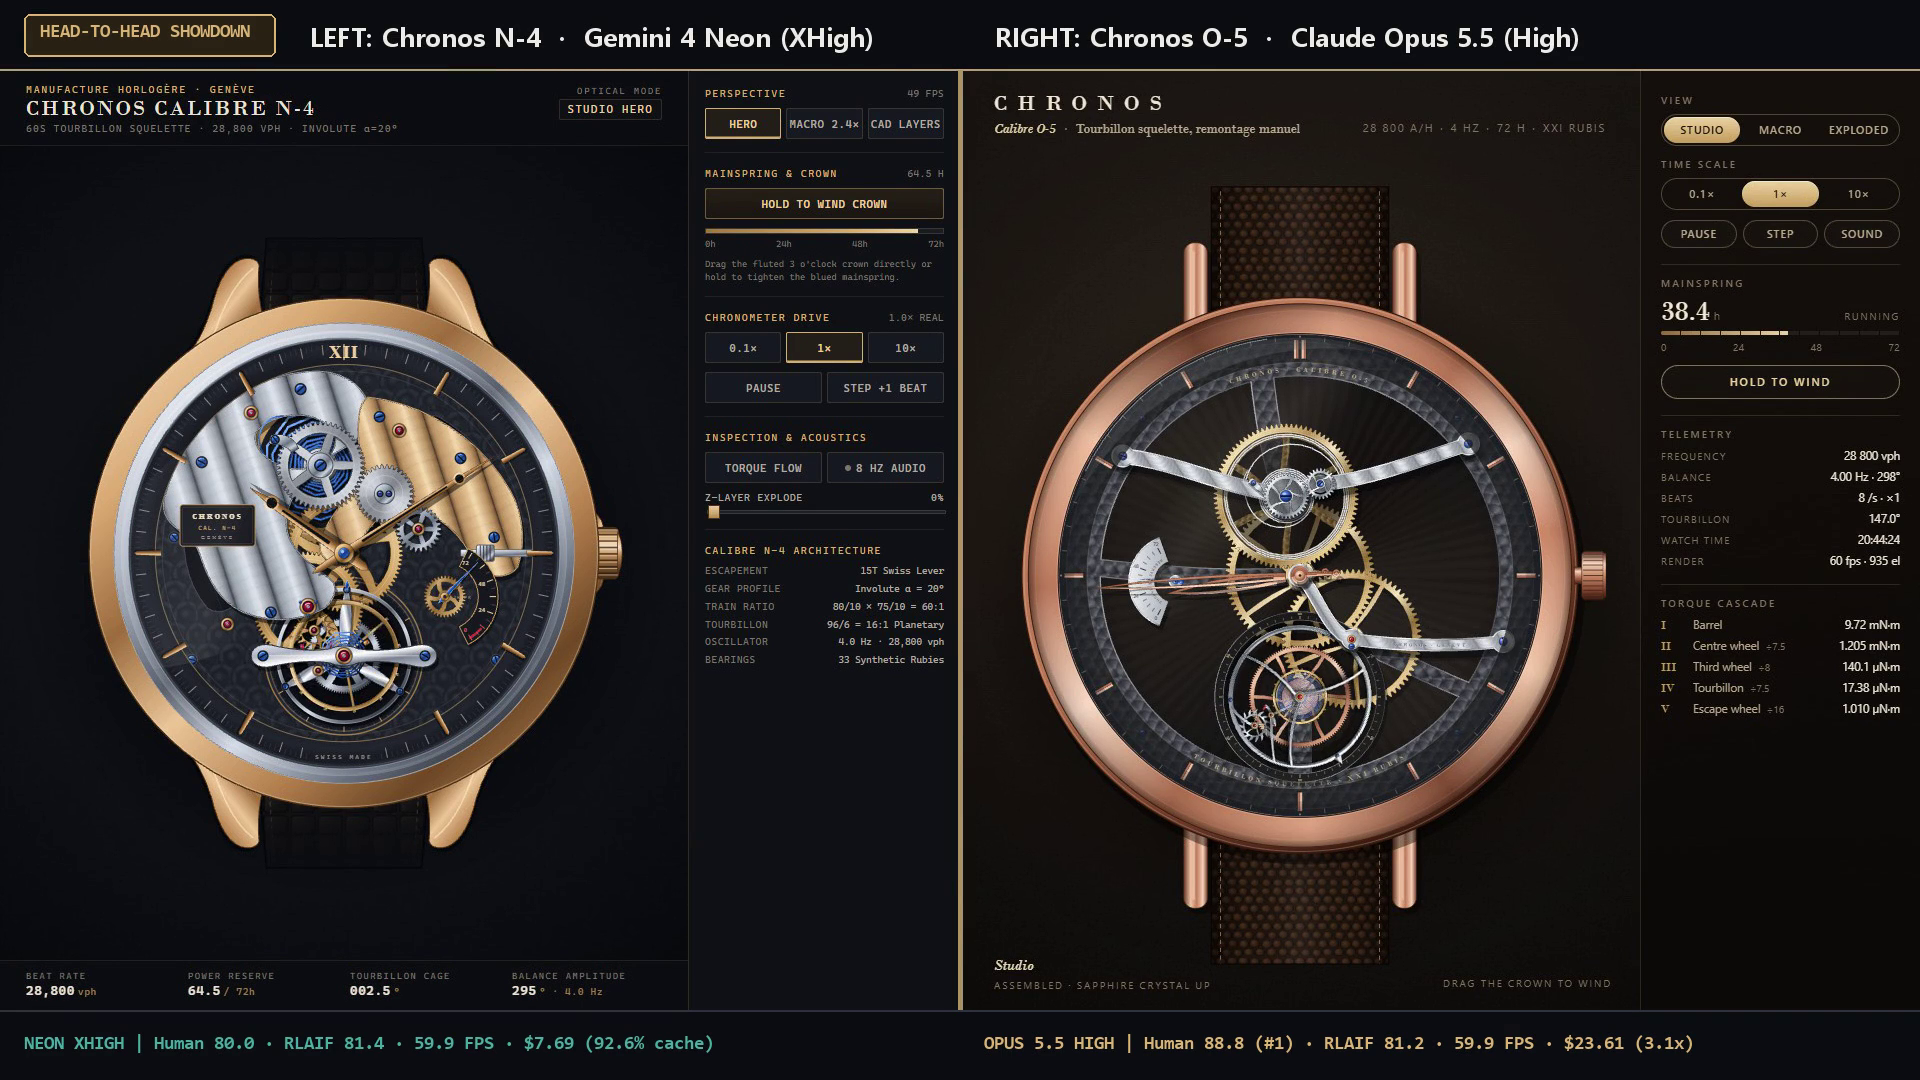 HEAD-TO-HEAD SHOWDOWN
LEFT: Chronos N-4 · Gemini 4 Neon (XHigh)
RIGHT: Chronos O-5 · Claude Opus 5.5 (High)
MANUFACTURE HORLOGÈRE · GENÈVE
CHRONOS CALIBRE N-4
60S TOURBILLON SQUELETTE · 28,800 VPH · INVOLUTE α=20°
OPTICAL MODE
STUDIO HERO
XII
CHRONOS
CAL. N-4
GENÈVE
72
48
24
SWISS MADE
BEAT RATE
28,800 vph
POWER RESERVE
64.5 / 72h
TOURBILLON CAGE
002.5 °
BALANCE AMPLITUDE
295 ° · 4.0 Hz
PERSPECTIVE 49 FPS
HERO MACRO 2.4× CAD LAYERS
MAINSPRING & CROWN 64.5 H
HOLD TO WIND CROWN
0h 24h 48h 72h
Drag the fluted 3 o'clock crown directly or
hold to tighten the blued mainspring.
CHRONOMETER DRIVE 1.0× REAL
0.1× 1× 10×
PAUSE STEP +1 BEAT
INSPECTION & ACOUSTICS
TORQUE FLOW 8 HZ AUDIO
Z-LAYER EXPLODE 0%
CALIBRE N-4 ARCHITECTURE
ESCAPEMENT 15T Swiss Lever
GEAR PROFILE Involute α = 20°
TRAIN RATIO 80/10 × 75/10 = 60:1
TOURBILLON 96/6 = 16:1 Planetary
OSCILLATOR 4.0 Hz · 28,800 vph
BEARINGS 33 Synthetic Rubies
CHRONOS
Calibre O-5 · Tourbillon squelette, remontage manuel
28 800 A/H · 4 HZ · 72 H · XXI RUBIS
CHRONOS CALIBRE O-5
TOURBILLON SQUELETTE XXI RUBIS
Studio
ASSEMBLED · SAPPHIRE CRYSTAL UP
DRAG THE CROWN TO WIND
VIEW
STUDIO MACRO EXPLODED
TIME SCALE
0.1× 1× 10×
PAUSE STEP SOUND
MAINSPRING
38.4 h RUNNING
0 24 48 72
HOLD TO WIND
TELEMETRY
FREQUENCY 28 800 vph
BALANCE 4.00 Hz · 298°
BEATS 8 /s · ×1
TOURBILLON 147.0°
WATCH TIME 20:44:24
RENDER 60 fps · 935 el
TORQUE CASCADE
I Barrel 9.72 mN·m
II Centre wheel ÷7.5 1.205 mN·m
III Third wheel ÷8 140.1 µN·m
IV Tourbillon ÷7.5 17.38 µN·m
V Escape wheel ÷16 1.010 µN·m
NEON XHIGH | Human 80.0 · RLAIF 81.4 · 59.9 FPS · $7.69 (92.6% cache)
OPUS 5.5 HIGH | Human 88.8 (#1) · RLAIF 81.2 · 59.9 FPS · $23.61 (3.1x)